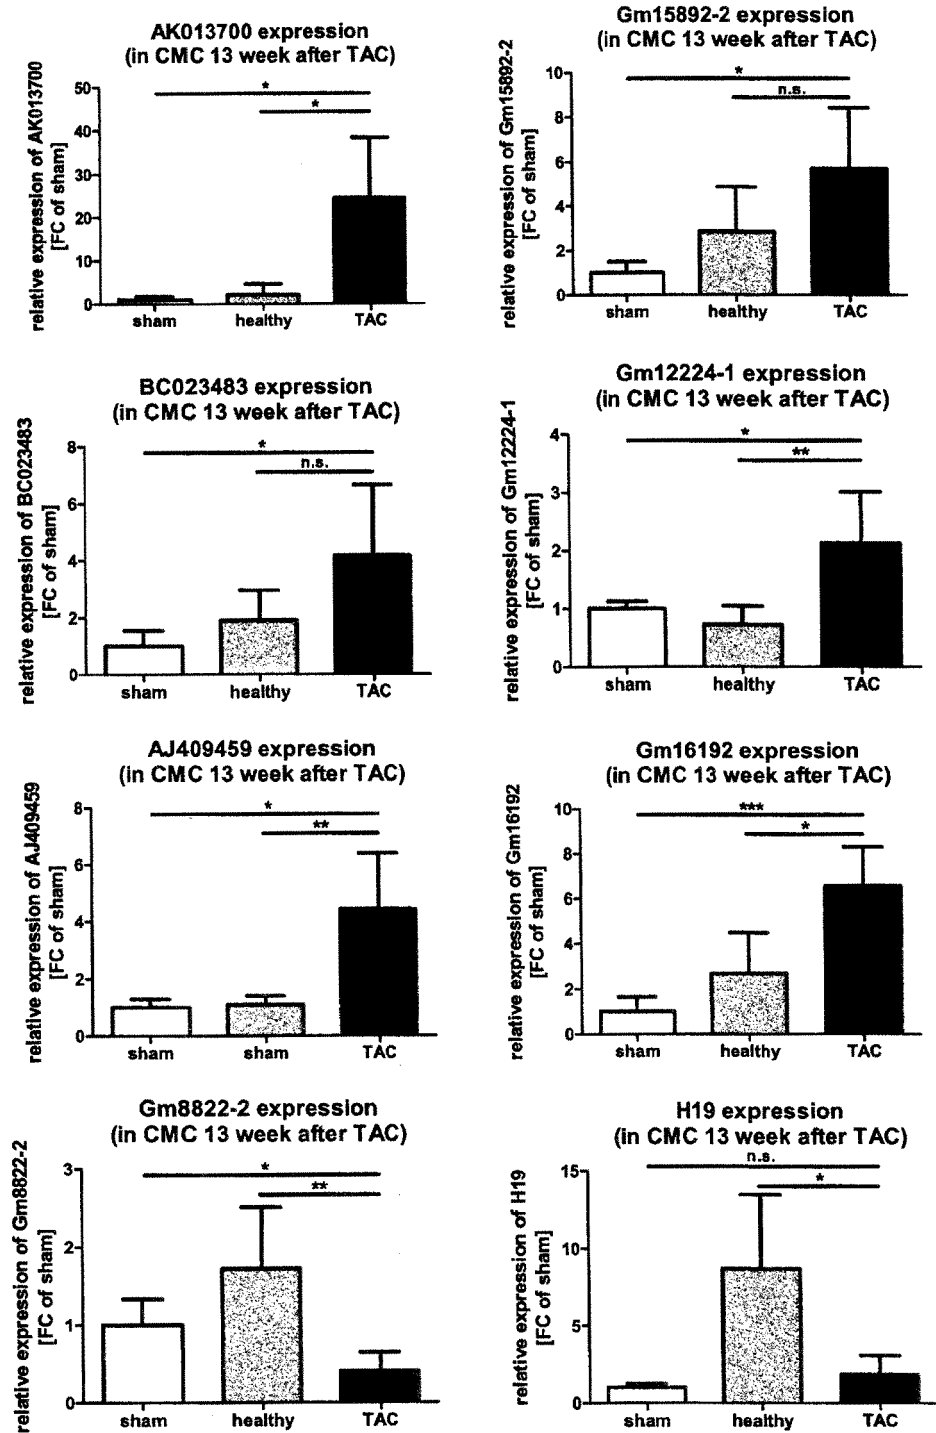 AK013700 expression
(in CMC 13 week after TAC)
relative expression of AK013700
[FC of sham]
50
40
30
20
10
0
*
*
sham healthy TAC
Gm15892-2 expression
(in CMC 13 week after TAC)
relative expression of Gm15892-2
[FC of sham]
10
8
6
4
2
0
*
n.s.
sham healthy TAC
BC023483 expression
(in CMC 13 week after TAC)
relative expression of BC023483
[FC of sham]
8
6
4
2
0
*
n.s.
sham healthy TAC
Gm12224-1 expression
(in CMC 13 week after TAC)
relative expression of Gm12224-1
[FC of sham]
4
3
2
1
0
*
**
sham healthy TAC
AJ409459 expression
(in CMC 13 week after TAC)
relative expression of AJ409459
[FC of sham]
8
6
4
2
0
*
**
sham sham TAC
Gm16192 expression
(in CMC 13 week after TAC)
relative expression of Gm16192
[FC of sham]
10
8
6
4
2
0
***
*
sham healthy TAC
Gm8822-2 expression
(in CMC 13 week after TAC)
relative expression of Gm8822-2
[FC of sham]
3
2
1
0
*
**
sham healthy TAC
H19 expression
(in CMC 13 week after TAC)
relative expression of H19
[FC of sham]
15
10
5
0
n.s.
*
sham healthy TAC